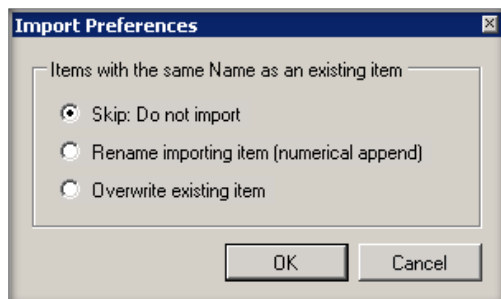 Import Preferences
Items with the same Name as an existing item
Skip: Do not import
Rename importing item (numerical append)
Overwrite existing item
OK Cancel